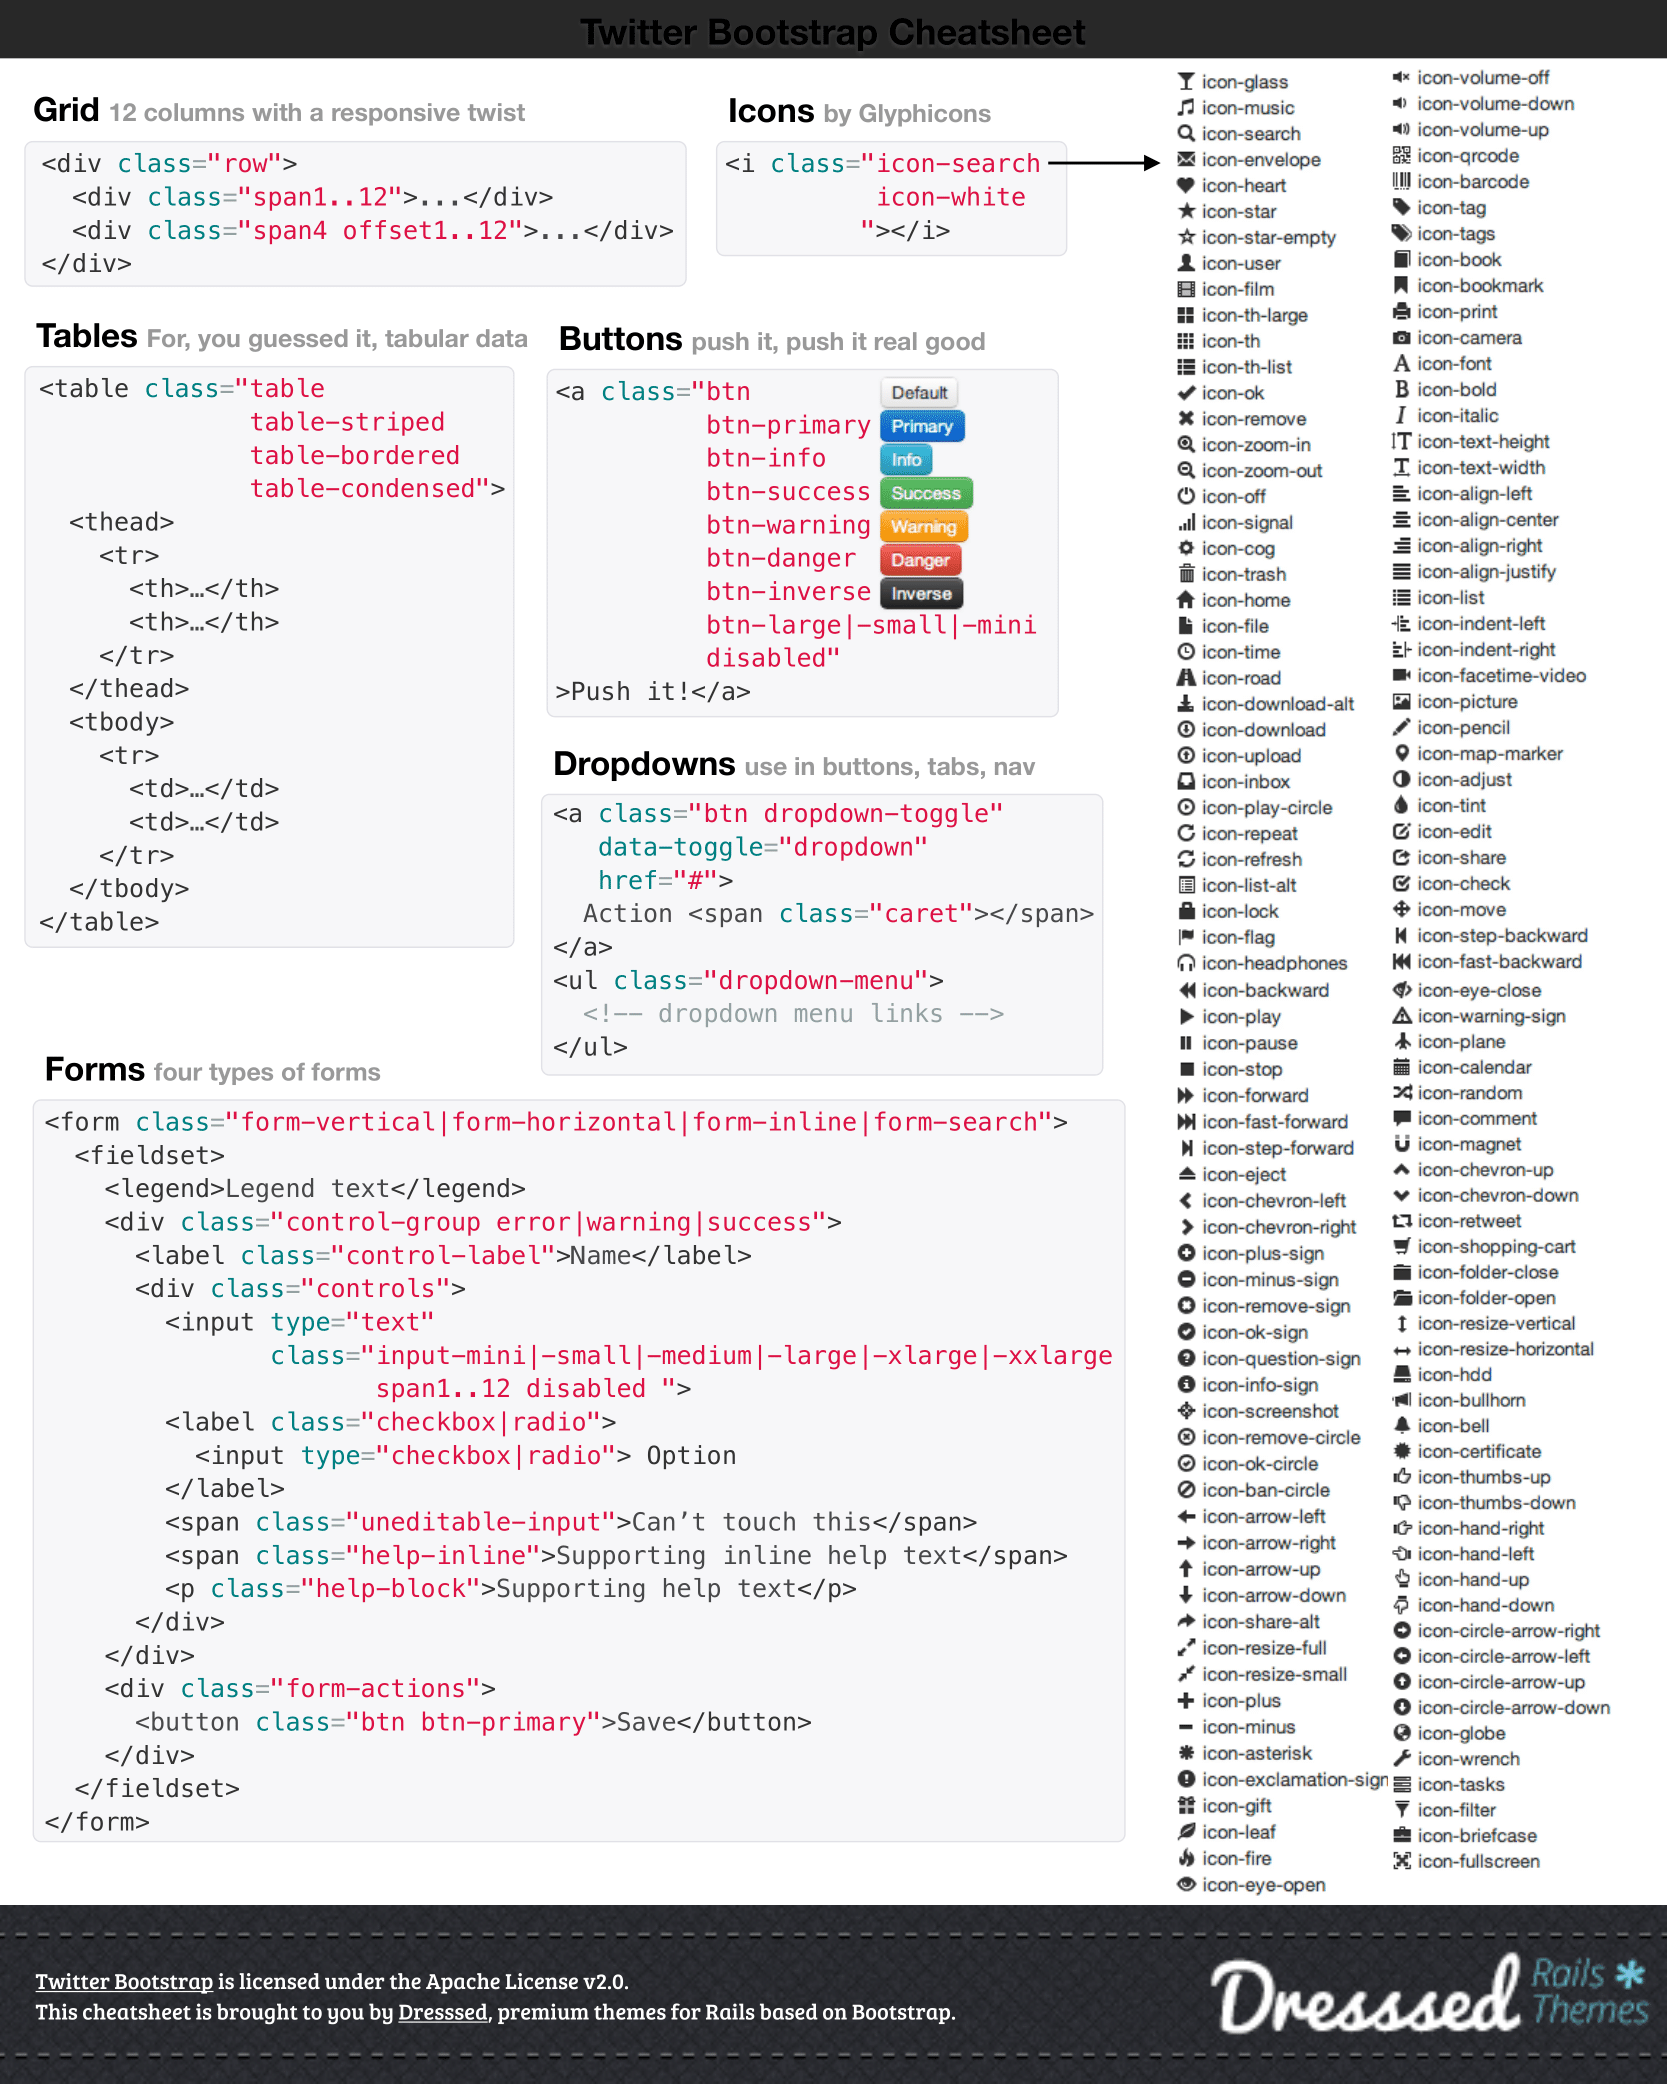 Twitter Bootstrap Cheatsheet
Grid 12 columns with a responsive twist
<div class="row">
<div class="span1..12">...</div>
<div class="span4 offset1..12">...</div>
</div>
Icons by Glyphicons
<i class="icon-search
icon-white
"></i>
Tables For, you guessed it, tabular data
<table class="table
table-striped
table-bordered
table-condensed">
<thead>
<tr>
<th>…</th>
<th>…</th>
</tr>
</thead>
<tbody>
<tr>
<td>…</td>
<td>…</td>
</tr>
</tbody>
</table>
Buttons push it, push it real good
<a class="btn Default
btn-primary Primary
btn-info Info
btn-success Success
btn-warning Warning
btn-danger Danger
btn-inverse Inverse
btn-large|-small|-mini
disabled"
>Push it!</a>
Dropdowns use in buttons, tabs, nav
<a class="btn dropdown-toggle"
data-toggle="dropdown"
href="#">
Action <span class="caret"></span>
</a>
<ul class="dropdown-menu">
<!-- dropdown menu links -->
</ul>
Forms four types of forms
<form class="form-vertical|form-horizontal|form-inline|form-search">
<fieldset>
<legend>Legend text</legend>
<div class="control-group error|warning|success">
<label class="control-label">Name</label>
<div class="controls">
<input type="text"
class="input-mini|-small|-medium|-large|-xlarge|-xxlarge
span1..12 disabled ">
<label class="checkbox|radio">
<input type="checkbox|radio"> Option
</label>
<span class="uneditable-input">Can’t touch this</span>
<span class="help-inline">Supporting inline help text</span>
<p class="help-block">Supporting help text</p>
</div>
</div>
<div class="form-actions">
<button class="btn btn-primary">Save</button>
</div>
</fieldset>
</form>
icon-glass
icon-music
icon-search
icon-envelope
icon-heart
icon-star
icon-star-empty
icon-user
icon-film
icon-th-large
icon-th
icon-th-list
icon-ok
icon-remove
icon-zoom-in
icon-zoom-out
icon-off
icon-signal
icon-cog
icon-trash
icon-home
icon-file
icon-time
icon-road
icon-download-alt
icon-download
icon-upload
icon-inbox
icon-play-circle
icon-repeat
icon-refresh
icon-list-alt
icon-lock
icon-flag
icon-headphones
icon-backward
icon-play
icon-pause
icon-stop
icon-forward
icon-fast-forward
icon-step-forward
icon-eject
icon-chevron-left
icon-chevron-right
icon-plus-sign
icon-minus-sign
icon-remove-sign
icon-ok-sign
icon-question-sign
icon-info-sign
icon-screenshot
icon-remove-circle
icon-ok-circle
icon-ban-circle
icon-arrow-left
icon-arrow-right
icon-arrow-up
icon-arrow-down
icon-share-alt
icon-resize-full
icon-resize-small
icon-plus
icon-minus
icon-asterisk
icon-exclamation-sign
icon-gift
icon-leaf
icon-fire
icon-eye-open
icon-volume-off
icon-volume-down
icon-volume-up
icon-qrcode
icon-barcode
icon-tag
icon-tags
icon-book
icon-bookmark
icon-print
icon-camera
icon-font
icon-bold
icon-italic
icon-text-height
icon-text-width
icon-align-left
icon-align-center
icon-align-right
icon-align-justify
icon-list
icon-indent-left
icon-indent-right
icon-facetime-video
icon-picture
icon-pencil
icon-map-marker
icon-adjust
icon-tint
icon-edit
icon-share
icon-check
icon-move
icon-step-backward
icon-fast-backward
icon-eye-close
icon-warning-sign
icon-plane
icon-calendar
icon-random
icon-comment
icon-magnet
icon-chevron-up
icon-chevron-down
icon-retweet
icon-shopping-cart
icon-folder-close
icon-folder-open
icon-resize-vertical
icon-resize-horizontal
icon-hdd
icon-bullhorn
icon-bell
icon-certificate
icon-thumbs-up
icon-thumbs-down
icon-hand-right
icon-hand-left
icon-hand-up
icon-hand-down
icon-circle-arrow-right
icon-circle-arrow-left
icon-circle-arrow-up
icon-circle-arrow-down
icon-globe
icon-wrench
icon-tasks
icon-filter
icon-briefcase
icon-fullscreen
Twitter Bootstrap is licensed under the Apache License v2.0.
This cheatsheet is brought to you by Dresssed, premium themes for Rails based on Bootstrap.
Dresssed
Rails
Themes